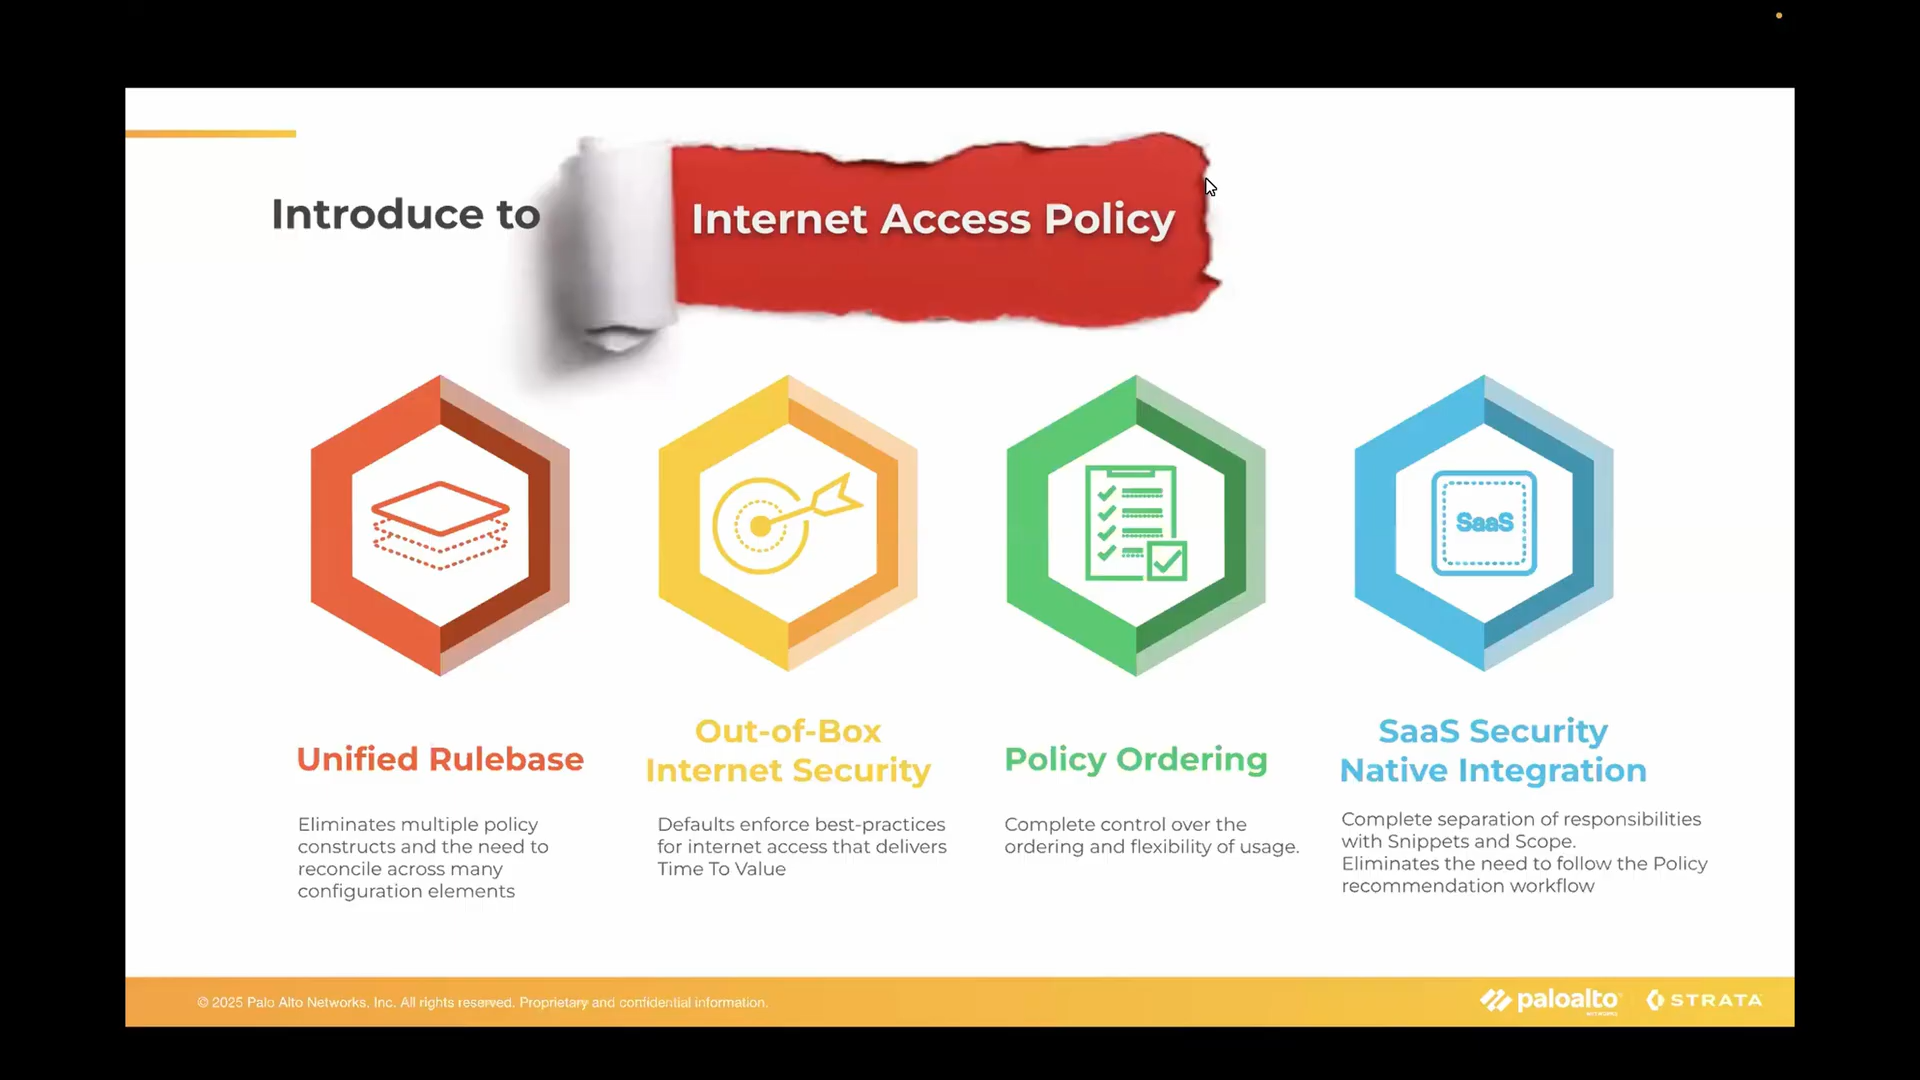 Introduce to
Internet Access Policy
SaaS
Unified Rulebase
Eliminates multiple policy
constructs and the need to
reconcile across many
configuration elements
Out-of-Box
Internet Security
Defaults enforce best-practices
for internet access that delivers
Time To Value
Policy Ordering
Complete control over the
ordering and flexibility of usage.
SaaS Security
Native Integration
Complete separation of responsibilities
with Snippets and Scope.
Eliminates the need to follow the Policy
recommendation workflow
© 2025 Palo Alto Networks, Inc. All rights reserved. Proprietary and confidential information.
paloalto
NETWORKS
STRATA